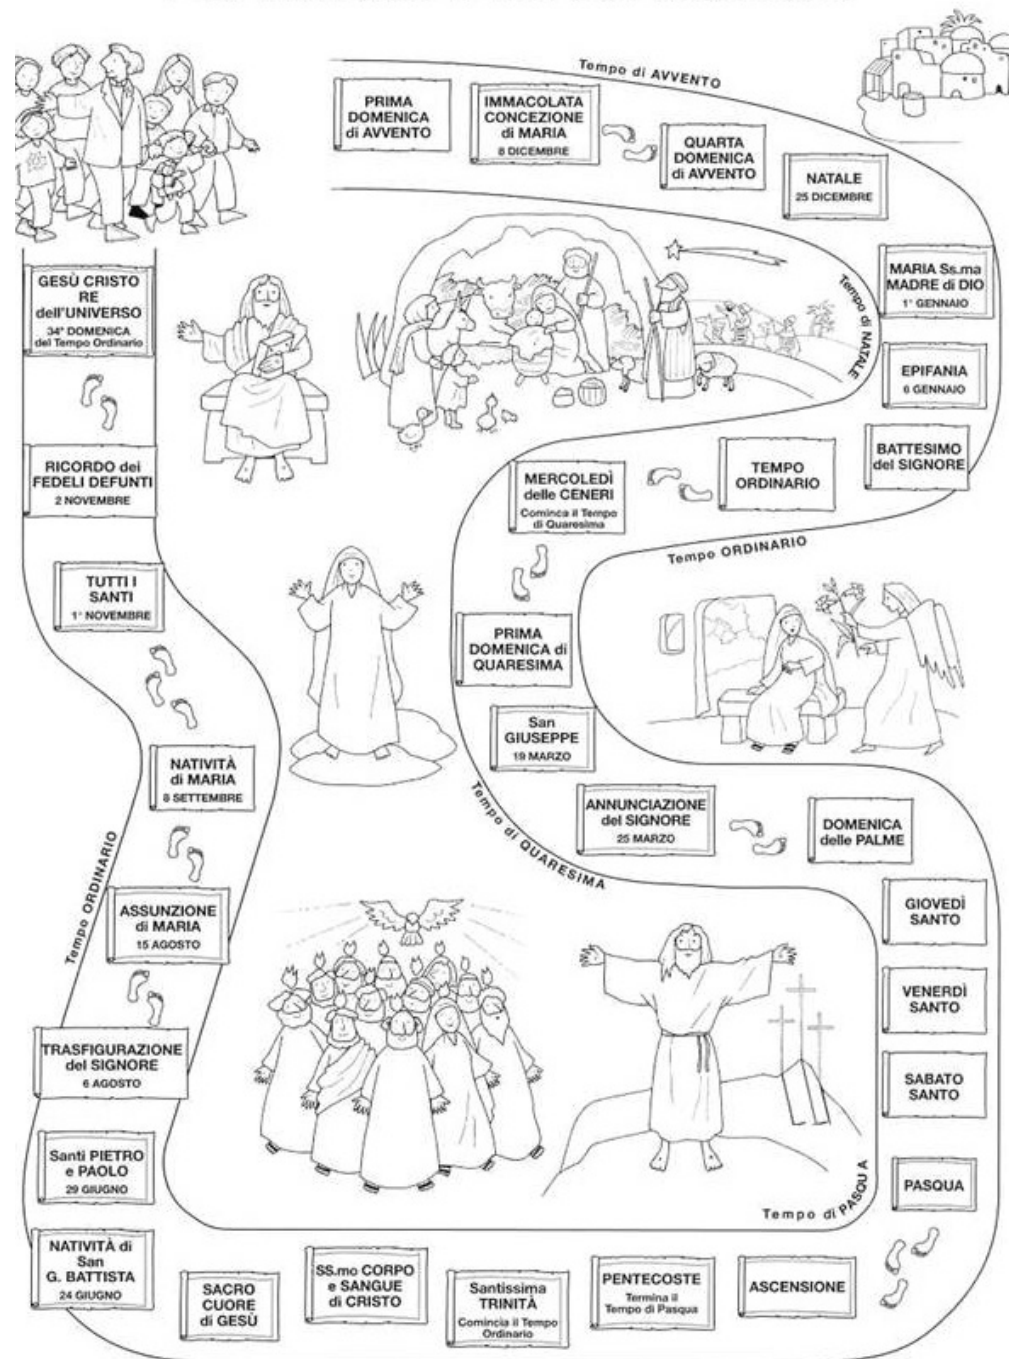 Tempo di AVVENTO
PRIMA
DOMENICA
di AVVENTO
IMMACOLATA
CONCEZIONE
di MARIA
8 DICEMBRE
QUARTA
DOMENICA
di AVVENTO
NATALE
25 DICEMBRE
MARIA Ss.ma
MADRE di DIO
1° GENNAIO
Tempo di NATALE
EPIFANIA
6 GENNAIO
BATTESIMO
del SIGNORE
TEMPO
ORDINARIO
Tempo ORDINARIO
MERCOLEDÌ
delle CENERI
Cominca il Tempo
di Quaresima
PRIMA
DOMENICA di
QUARESIMA
San
GIUSEPPE
19 MARZO
Tempo di QUARESIMA
ANNUNCIAZIONE
del SIGNORE
25 MARZO
DOMENICA
delle PALME
GIOVEDÌ
SANTO
VENERDÌ
SANTO
SABATO
SANTO
PASQUA
Tempo di PASQUA
ASCENSIONE
PENTECOSTE
Termina il
Tempo di Pasqua
Santissima
TRINITÀ
Comincia il Tempo
Ordinario
SS.mo CORPO
e SANGUE
di CRISTO
SACRO
CUORE
di GESÙ
NATIVITÀ di
San
G. BATTISTA
24 GIUGNO
Santi PIETRO
e PAOLO
29 GIUGNO
TRASFIGURAZIONE
del SIGNORE
6 AGOSTO
Tempo ORDINARIO
ASSUNZIONE
di MARIA
15 AGOSTO
NATIVITÀ
di MARIA
8 SETTEMBRE
TUTTI I
SANTI
1° NOVEMBRE
RICORDO dei
FEDELI DEFUNTI
2 NOVEMBRE
GESÙ CRISTO
RE
dell'UNIVERSO
34ª DOMENICA
del Tempo Ordinario